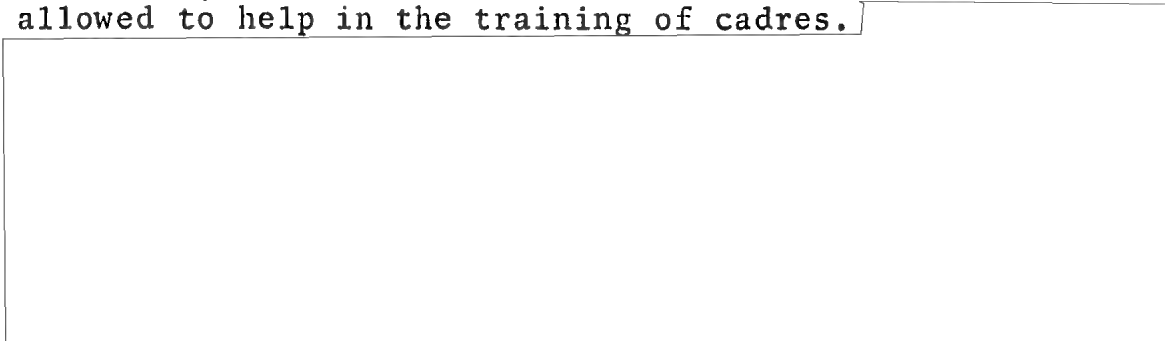 allowed to help in the training of cadres.